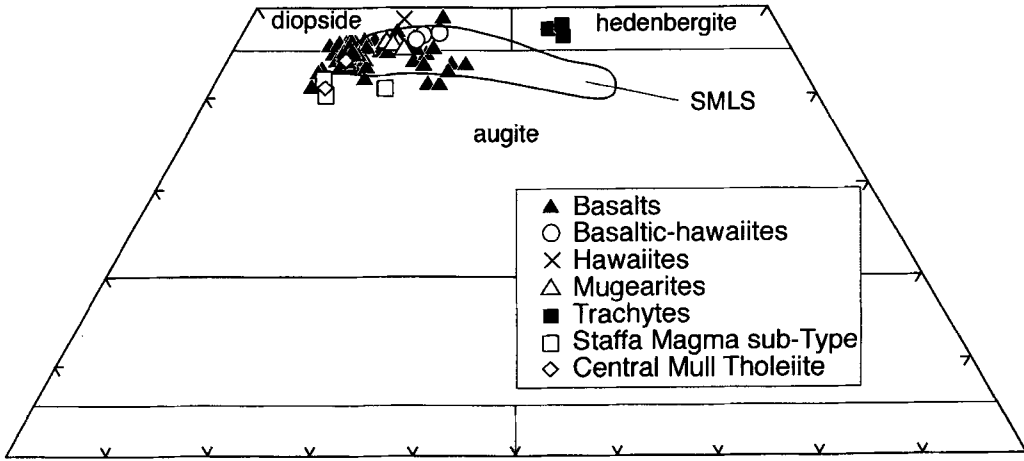 diopside
hedenbergite
SMLS
augite
Basalts
Basaltic-hawaiites
Hawaiites
Mugearites
Trachytes
Staffa Magma sub-Type
Central Mull Tholeiite